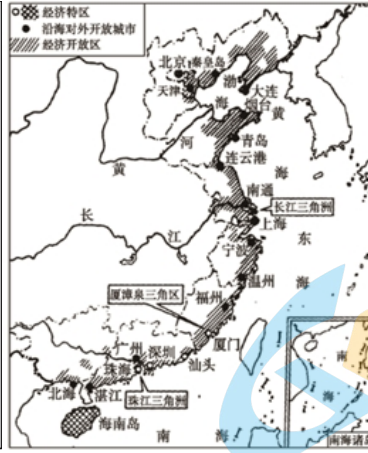 经济特区
沿海对外开放城市
经济开放区
北京
秦皇岛
渤
天津
大连
海
烟台
黄
河
青岛
黄
连云港
海
南通
长江三角洲
长
江
上海
东
宁波
温州
海
厦漳泉三角区
福州
厦门
广州
深圳
汕头
珠海
北海
湛江
珠江三角洲
海南岛
南
海
南
海
南海诸岛